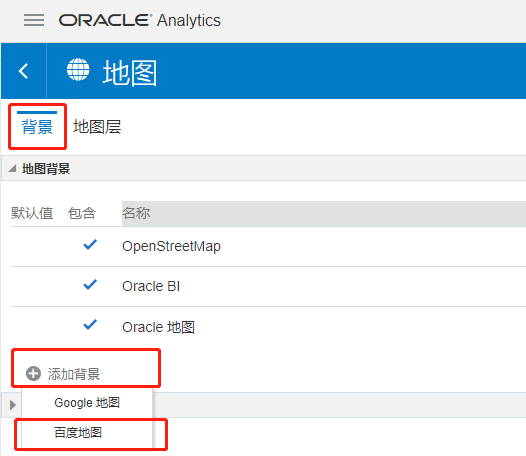 ORACLE Analytics
地图
背景 地图层
地图背景
默认值 包含 名称
OpenStreetMap
Oracle BI
Oracle 地图
添加背景
Google 地图
百度地图